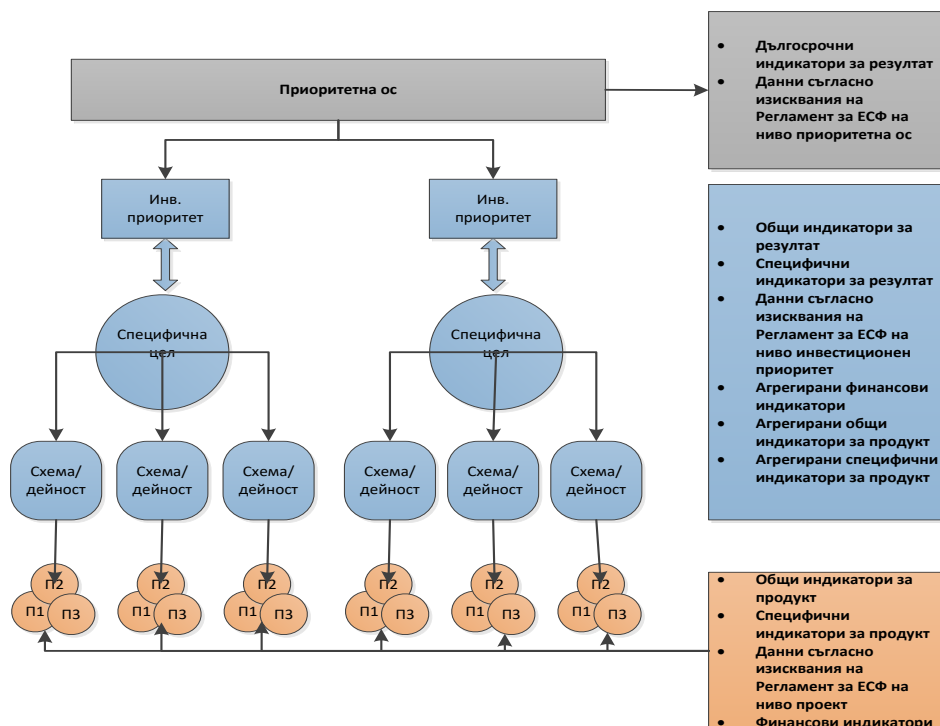 Приоритетна ос
• Дългосрочни
индикатори за резултат
• Данни съгласно
изисквания на
Регламент за ЕСФ на
ниво приоритетна ос
Инв.
приоритет
Инв.
приоритет
Специфична
цел
Специфична
цел
• Общи индикатори за
резултат
• Специфични
индикатори за резултат
• Данни съгласно
изисквания на
Регламент за ЕСФ на
ниво инвестиционен
приоритет
• Агрегирани финансови
индикатори
• Агрегирани общи
индикатори за продукт
• Агрегирани специфични
индикатори за продукт
Схема/
дейност
Схема/
дейност
Схема/
дейност
Схема/
дейност
Схема/
дейност
Схема/
дейност
П2
П1 П3
П2
П1 П3
П2
П1 П3
П2
П1 П3
П2
П1 П3
П2
П1 П3
• Общи индикатори за
продукт
• Специфични
индикатори за продукт
• Данни съгласно
изисквания на
Регламент за ЕСФ на
ниво проект
• Финансови индикатори